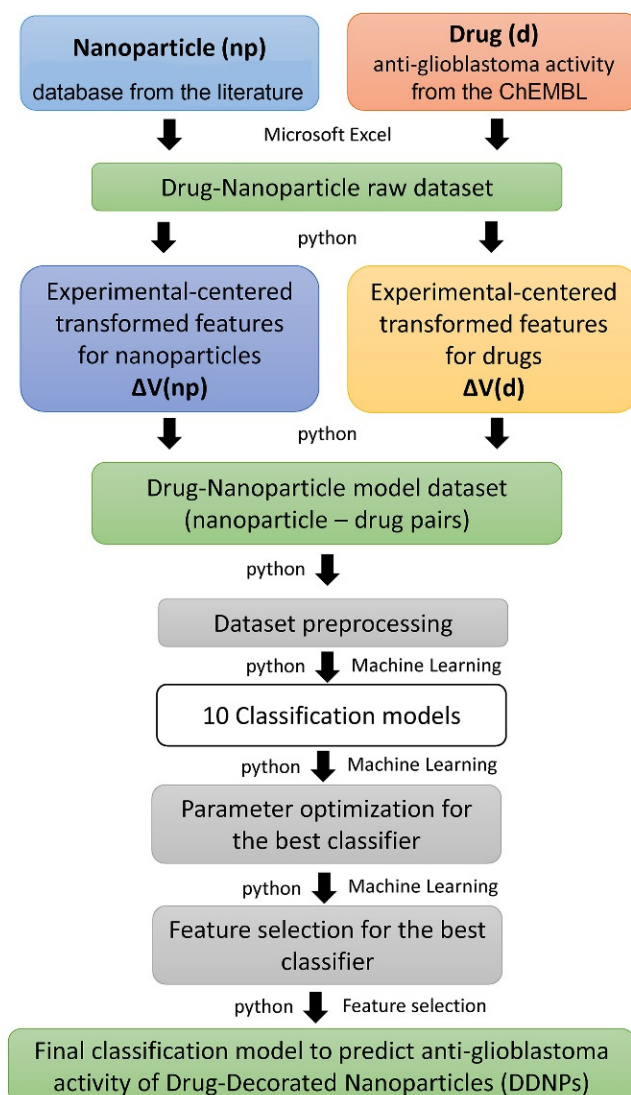 Nanoparticle (np)
database from the literature
Drug (d)
anti-glioblastoma activity
from the ChEMBL
Microsoft Excel
Drug-Nanoparticle raw dataset
python
Experimental-centered
transformed features
for nanoparticles
ΔV(np)
Experimental-centered
transformed features
for drugs
ΔV(d)
python
Drug-Nanoparticle model dataset
(nanoparticle – drug pairs)
python
Dataset preprocessing
python Machine Learning
10 Classification models
python Machine Learning
Parameter optimization for
the best classifier
python Machine Learning
Feature selection for the best
classifier
python Feature selection
Final classification model to predict anti-glioblastoma
activity of Drug-Decorated Nanoparticles (DDNPs)